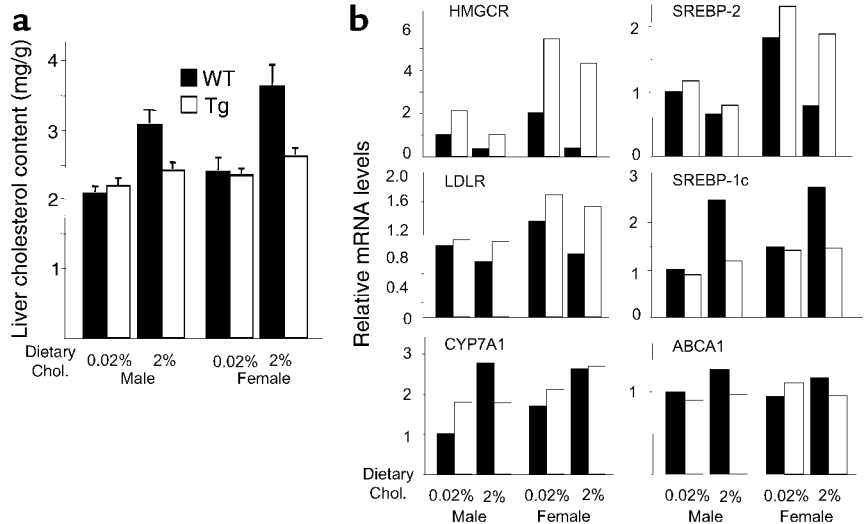 a
Liver cholesterol content (mg/g)
4
3
2
1
WT
Tg
Dietary
Chol.
0.02% 2% 0.02% 2%
Male Female
b
Relative mRNA levels
HMGCR
6
4
2
0
SREBP-2
2
1
0
LDLR
2.0
1.6
1.2
0.8
0.4
0
SREBP-1c
3
2
1
0
CYP7A1
3
2
1
ABCA1
1
Dietary
Chol.
0.02% 2% 0.02% 2% 0.02% 2% 0.02% 2%
Male Female Male Female